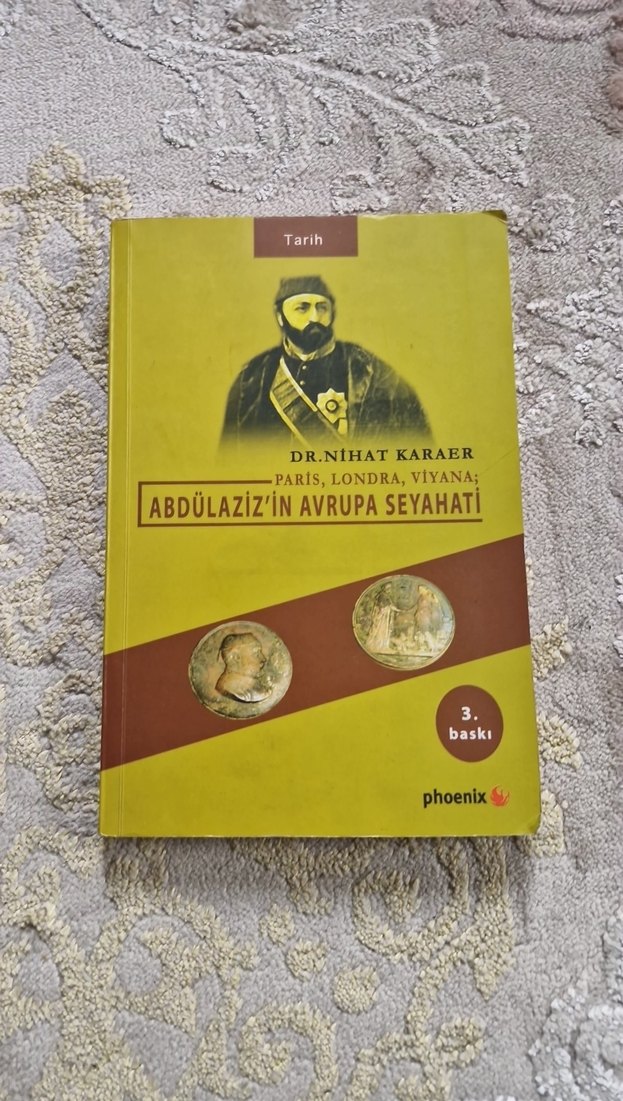 Tarih
DR.NİHAT KARAER
PARİS, LONDRA, VİYANA;
ABDÜLAZİZ'İN AVRUPA SEYAHATİ
3.
baskı
phoenix